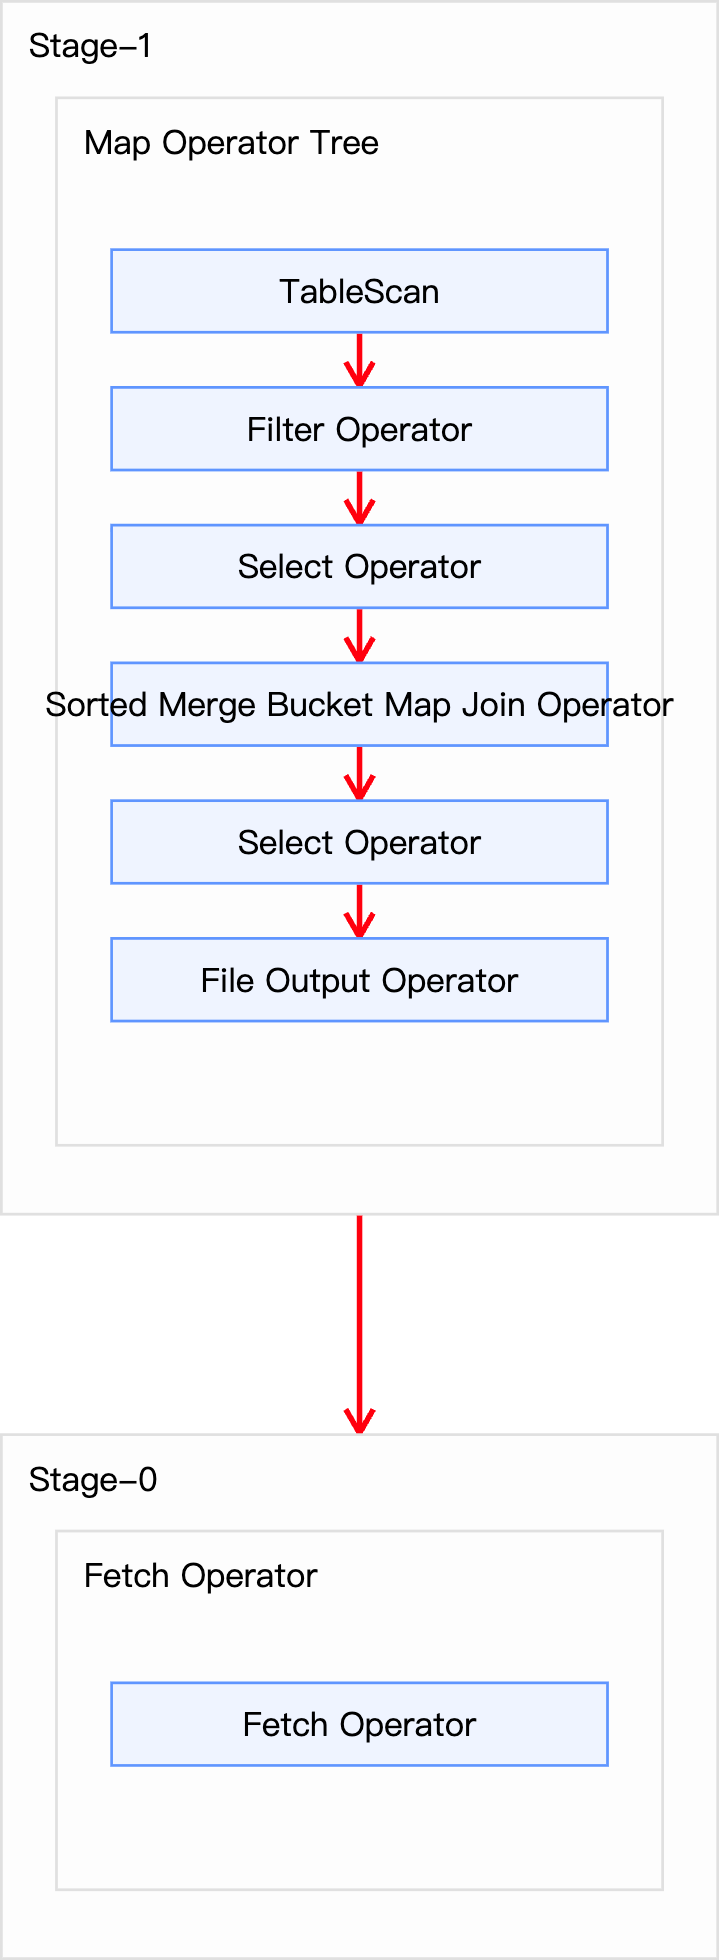 Stage-1
Map Operator Tree
TableScan
Filter Operator
Select Operator
Sorted Merge Bucket Map Join Operator
Select Operator
File Output Operator
Stage-0
Fetch Operator
Fetch Operator